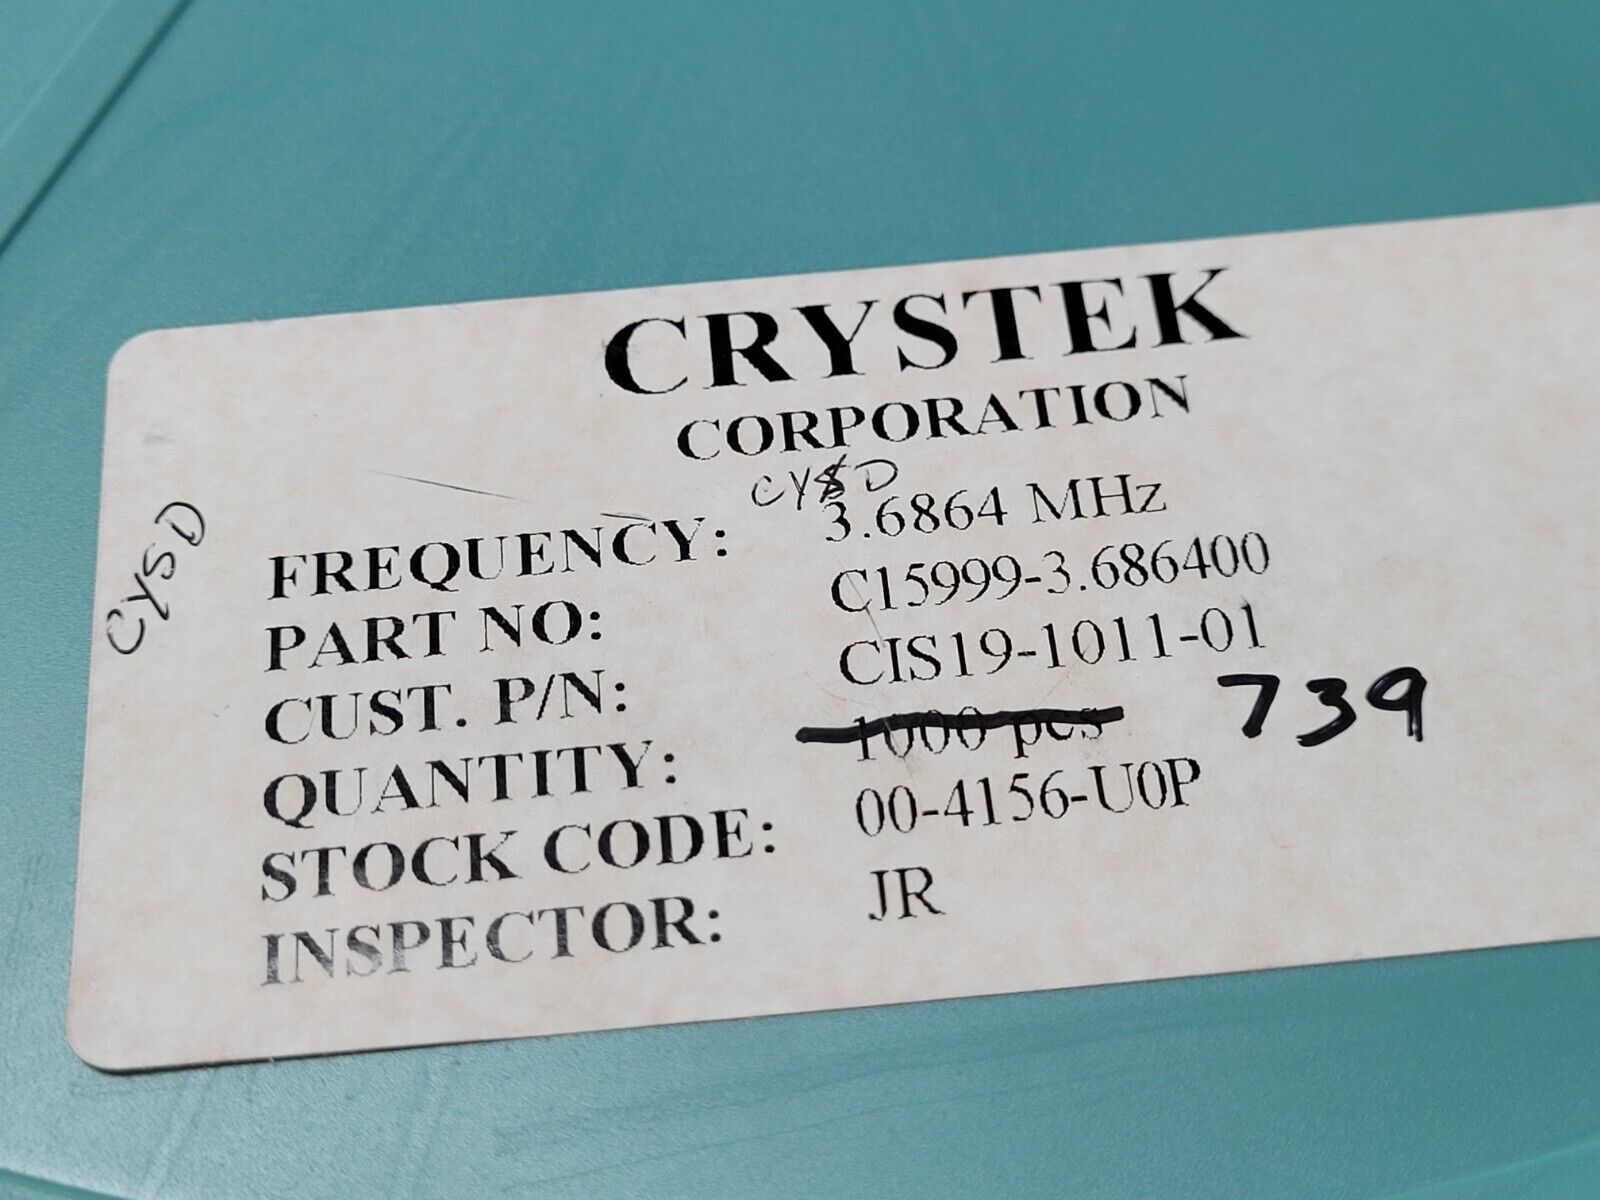 CRYSTEK
CORPORATION
CYSD
FREQUENCY: 3.6864 MHz
PART NO: C15999-3.686400
CUST. P/N: CIS19-1011-01
QUANTITY: 1000 pcs 739
STOCK CODE: 00-4156-U0P
INSPECTOR: JR
CYSD